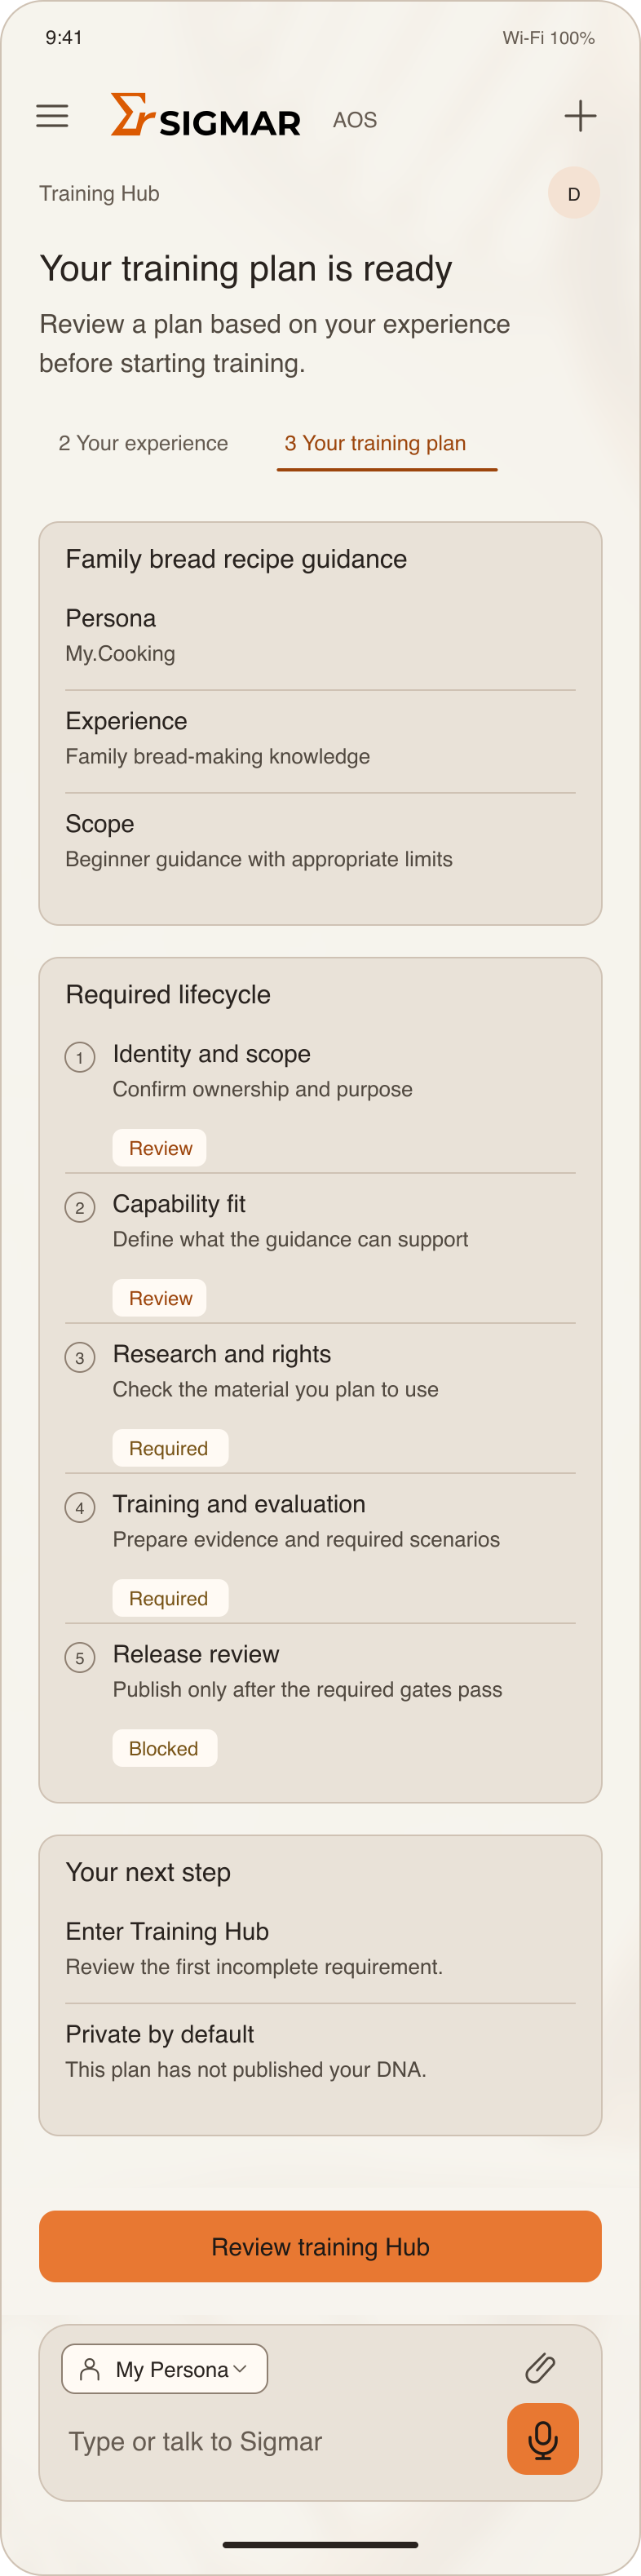 9:41
Wi-Fi 100%
Σr SIGMAR AOS
Training Hub
D
Your training plan is ready
Review a plan based on your experience
before starting training.
2 Your experience
3 Your training plan
Family bread recipe guidance
Persona
My.Cooking
Experience
Family bread-making knowledge
Scope
Beginner guidance with appropriate limits
Required lifecycle
1 Identity and scope
Confirm ownership and purpose
Review
2 Capability fit
Define what the guidance can support
Review
3 Research and rights
Check the material you plan to use
Required
4 Training and evaluation
Prepare evidence and required scenarios
Required
5 Release review
Publish only after the required gates pass
Blocked
Your next step
Enter Training Hub
Review the first incomplete requirement.
Private by default
This plan has not published your DNA.
Review training Hub
My Persona
Type or talk to Sigmar